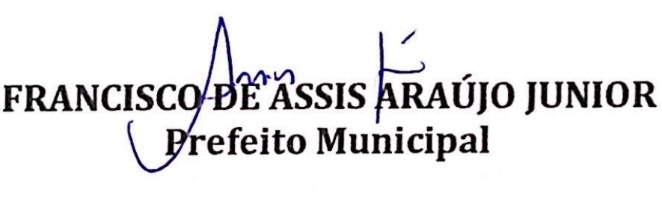 FRANCISCO DE ASSIS ARAÚJO JUNIOR
Prefeito Municipal